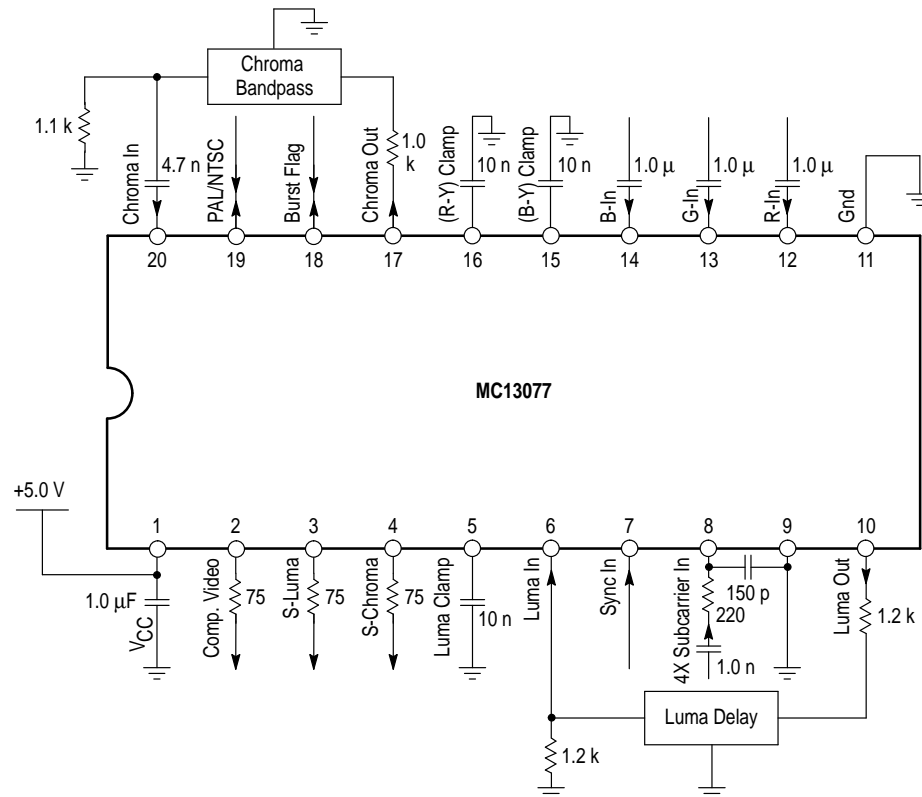 Chroma
Bandpass
1.1 k
Chroma In
4.7 n
PAL/NTSC
Burst Flag
Chroma Out
1.0
k
(R-Y) Clamp
10 n
(B-Y) Clamp
10 n
B-In
1.0 μ
G-In
1.0 μ
R-In
1.0 μ
Gnd
20
19
18
17
16
15
14
13
12
11
MC13077
+5.0 V
1
2
3
4
5
6
7
8
9
10
1.0 μF
VCC
Comp. Video
75
S-Luma
75
S-Chroma
75
Luma Clamp
10 n
Luma In
Sync In
4X Subcarrier In
150 p
220
1.0 n
Luma Out
1.2 k
Luma Delay
1.2 k